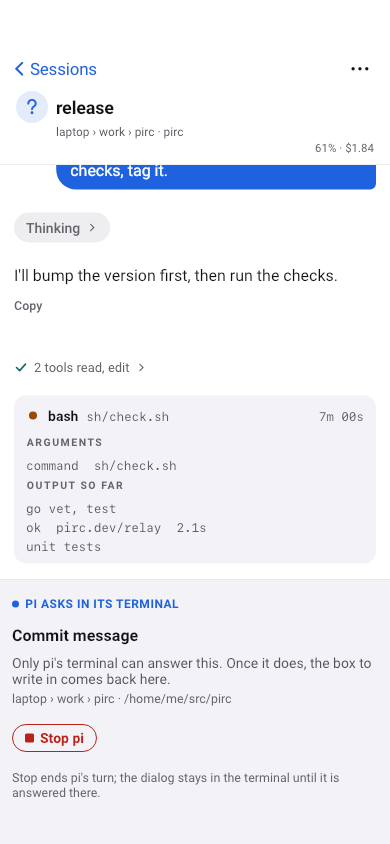 Sessions
release
laptop › work › pirc · pirc
61% · $1.84
checks, tag it.
Thinking
I'll bump the version first, then run the checks.
Copy
2 tools read, edit
bash sh/check.sh 7m 00s
ARGUMENTS
command sh/check.sh
OUTPUT SO FAR
go vet, test
ok pirc.dev/relay 2.1s
unit tests
PI ASKS IN ITS TERMINAL
Commit message
Only pi's terminal can answer this. Once it does, the box to
write in comes back here.
laptop › work › pirc · /home/me/src/pirc
Stop pi
Stop ends pi's turn; the dialog stays in the terminal until it is
answered there.